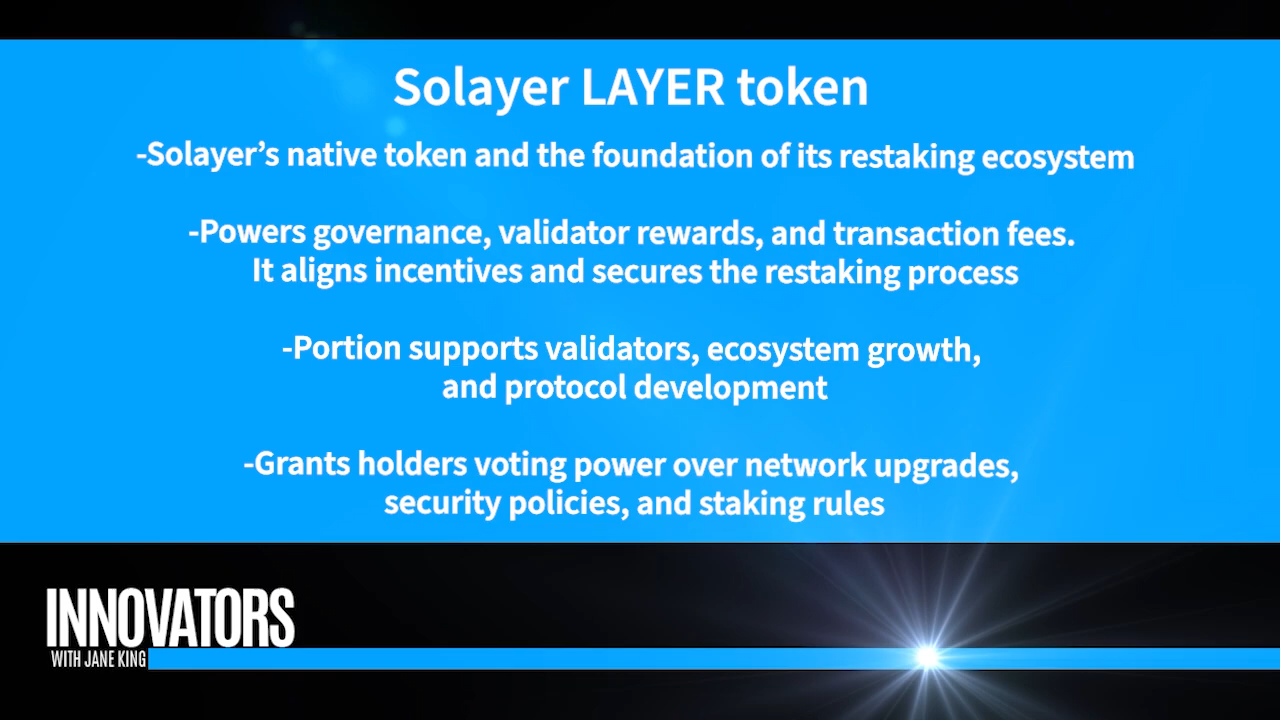 Solayer LAYER token
-Solayer’s native token and the foundation of its restaking ecosystem
-Powers governance, validator rewards, and transaction fees.
It aligns incentives and secures the restaking process
-Portion supports validators, ecosystem growth,
and protocol development
-Grants holders voting power over network upgrades,
security policies, and staking rules
INNOVATORS
WITH JANE KING